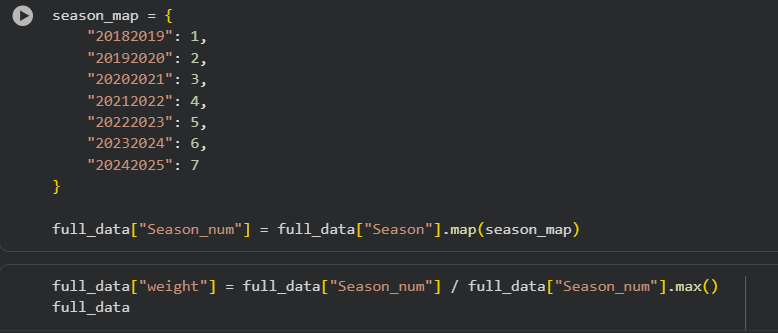 season_map = {
    "20182019": 1,
    "20192020": 2,
    "20202021": 3,
    "20212022": 4,
    "20222023": 5,
    "20232024": 6,
    "20242025": 7
}
full_data["Season_num"] = full_data["Season"].map(season_map)
full_data["weight"] = full_data["Season_num"] / full_data["Season_num"].max()
full_data